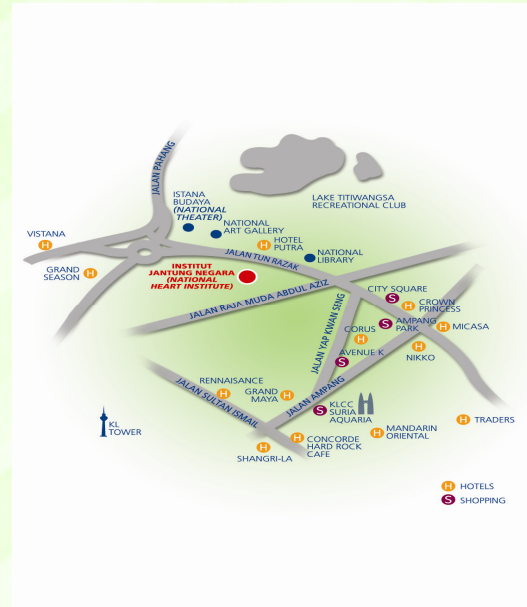 JALAN PAHANG
ISTANA
BUDAYA
(NATIONAL
THEATER)
NATIONAL
ART GALLERY
LAKE TITIWANGSA
RECREATIONAL CLUB
VISTANA
H
H
HOTEL
PUTRA
JALAN TUN RAZAK
NATIONAL
LIBRARY
GRAND
SEASON
H
INSTITUT
JANTUNG NEGARA
(NATIONAL
HEART INSTITUTE)
JALAN RAJA MUDA ABDUL AZIZ
CITY SQUARE
S
H
CROWN
PRINCESS
JALAN YAP KWAN SENG
S
AMPANG
PARK
H
MICASA
CORUS
H
H
NIKKO
AVENUE K
S
RENNAISANCE
H
GRAND
MAYA
H
JALAN AMPANG
JALAN SULTAN ISMAIL
S
KLCC
SURIA
AQUARIA
KL
TOWER
H
TRADERS
H
MANDARIN
ORIENTAL
H
CONCORDE
HARD ROCK
CAFE
H
SHANGRI-LA
H
HOTELS
S
SHOPPING